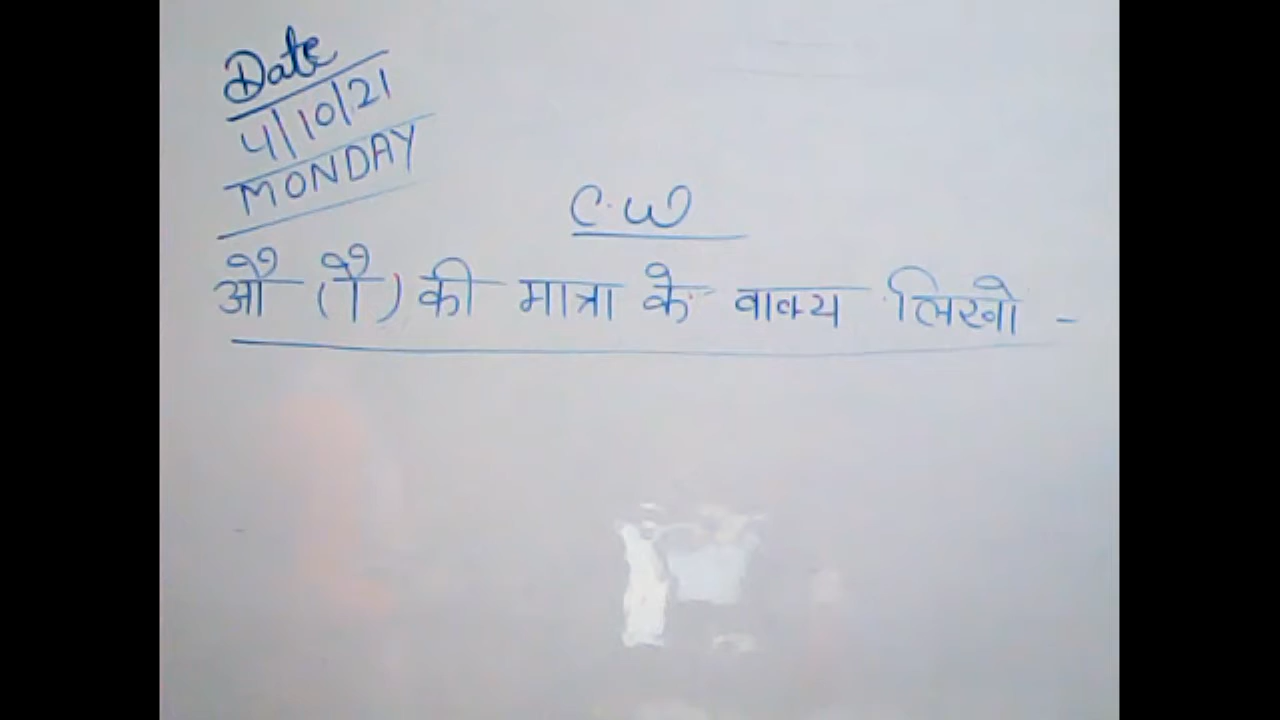 Date
4/10/21
MONDAY
C.W
औ (ौ) की मात्रा के वाक्य लिखो -